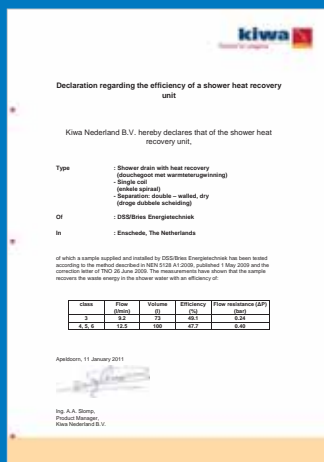 kiwa
Declaration regarding the efficiency of a shower heat recovery
unit
Kiwa Nederland B.V. hereby declares that of the shower heat
recovery unit,
Type : Shower drain with heat recovery
(douchegoot met warmteterugwinning)
- Single coil
(enkele spiraal)
- Separation: double – walled, dry
(droge dubbele scheiding)
Of : DSS/Bries Energietechniek
In : Enschede, The Netherlands
of which a sample supplied and installed by DSS/Bries Energietechniek has been tested
according to the method described in NEN 5128 A1:2009, published 1 May 2009 and the
correction letter of TNO 26 June 2009. The measurements have shown that the sample
recovers the waste energy in the shower water with an efficiency of:
class Flow Volume Efficiency Flow resistance (ΔP)
(l/min) (l) (%) (bar)
3 9.2 73 49.1 0.24
4, 5, 6 12.5 100 47.7 0.40
Apeldoorn, 11 January 2011
Ing. A.A. Slomp,
Product Manager,
Kiwa Nederland B.V.